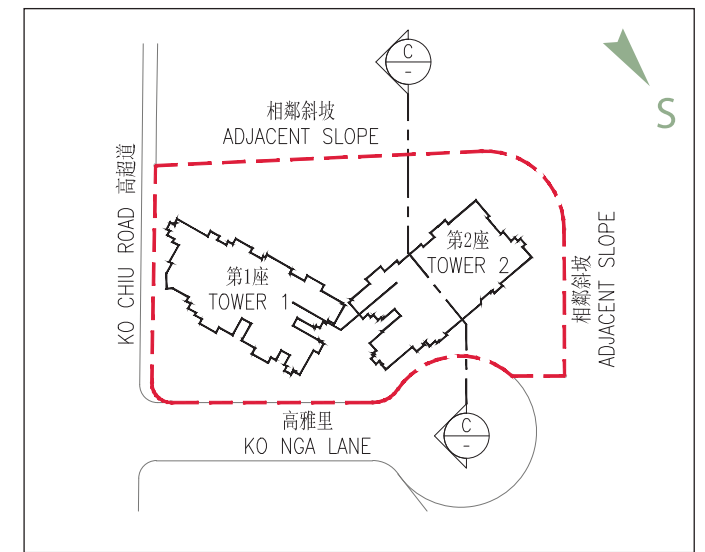 C
-
S
相鄰斜坡
ADJACENT SLOPE
KO CHIU ROAD 高超道
第1座
TOWER 1
第2座
TOWER 2
相鄰斜坡
ADJACENT SLOPE
高雅里
KO NGA LANE
C
-